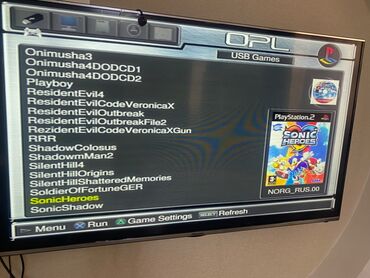 OPL
USB Games
Onimusha3
Onimusha4DODCD1
Onimusha4DODCD2
Playboy
ResidentEvil4
ResidentEvilCodeVeronicaX
ResidentEvilOutbreak
ResidentEvilOutbreakFile2
RezidentEvilCodeVeronicaXGun
RRR
ShadowColosus
ShadowmMan2
SilentHill4
SilentHillOrigins
SilentHillShatteredMemories
SoldierOfFortuneGER
SonicHeroes
SonicShadow
PlayStation.2
SONIC HEROES
NORG_RUS.00
Menu
Run
Game Settings
SELECT Refresh